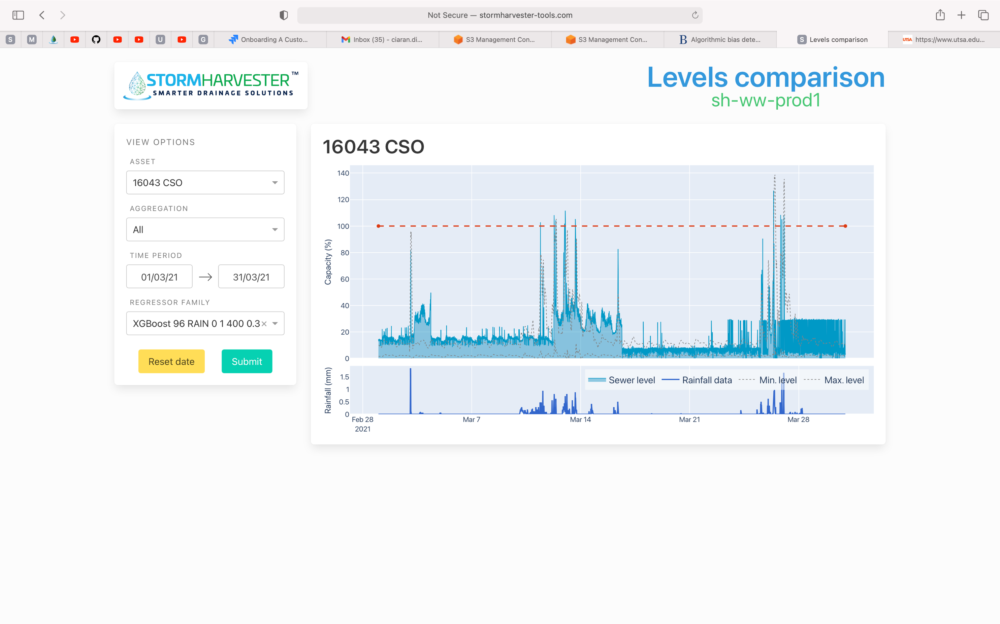 Not Secure — stormharvester-tools.com
S
M
U
G
Onboarding A Custo...
Inbox (35) - ciaran.di...
S3 Management Con...
S3 Management Con...
B Algorithmic bias dete...
S Levels comparison
UTSA https://www.utsa.edu...
STORMHARVESTER™
SMARTER DRAINAGE SOLUTIONS
Levels comparison
sh-ww-prod1
VIEW OPTIONS
ASSET
16043 CSO
AGGREGATION
All
TIME PERIOD
01/03/21 → 31/03/21
REGRESSOR FAMILY
XGBoost 96 RAIN 0 1 400 0.3 ×
Reset date
Submit
16043 CSO
Capacity (%)
140
120
100
80
60
40
20
0
Rainfall (mm)
1.5
1
0.5
0
Sewer level
Rainfall data
Min. level
Max. level
Feb 28
2021
Mar 7
Mar 14
Mar 21
Mar 28